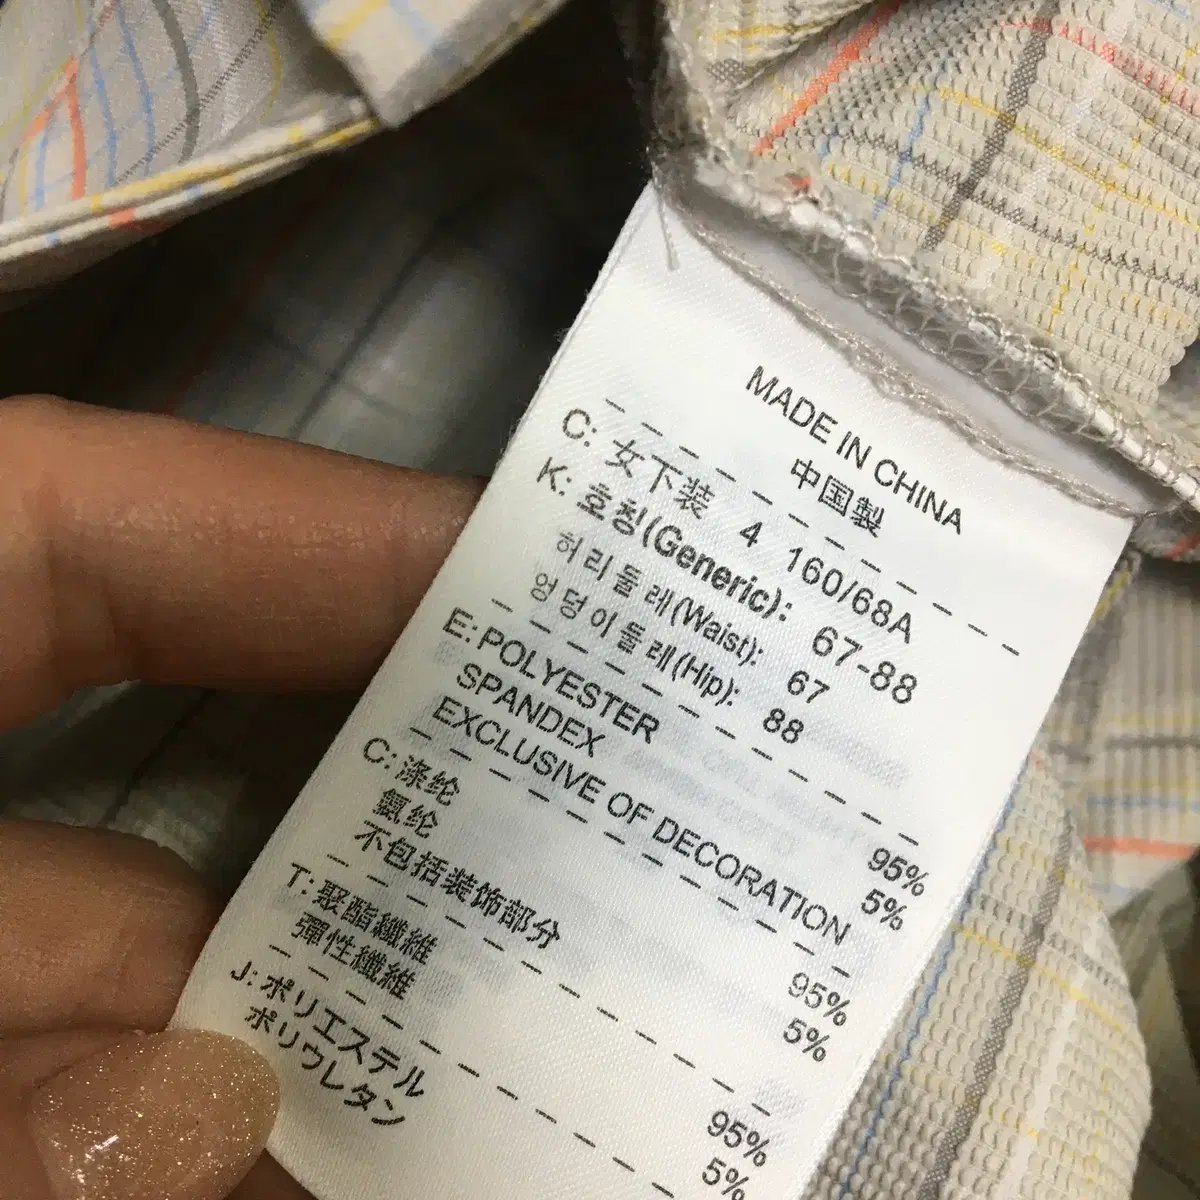 MADE IN CHINA
中国製
C: 女下装 4 160/68A
K: 호칭(Generic): 67-88
허리둘레(Waist): 67
엉덩이둘레(Hip): 88
E: POLYESTER 95%
SPANDEX 5%
EXCLUSIVE OF DECORATION
C: 涤纶 95%
氨纶 5%
不包括装饰部分
T: 聚酯纖維 95%
彈性纖維 5%
J: ポリエステル
ポリウレタン